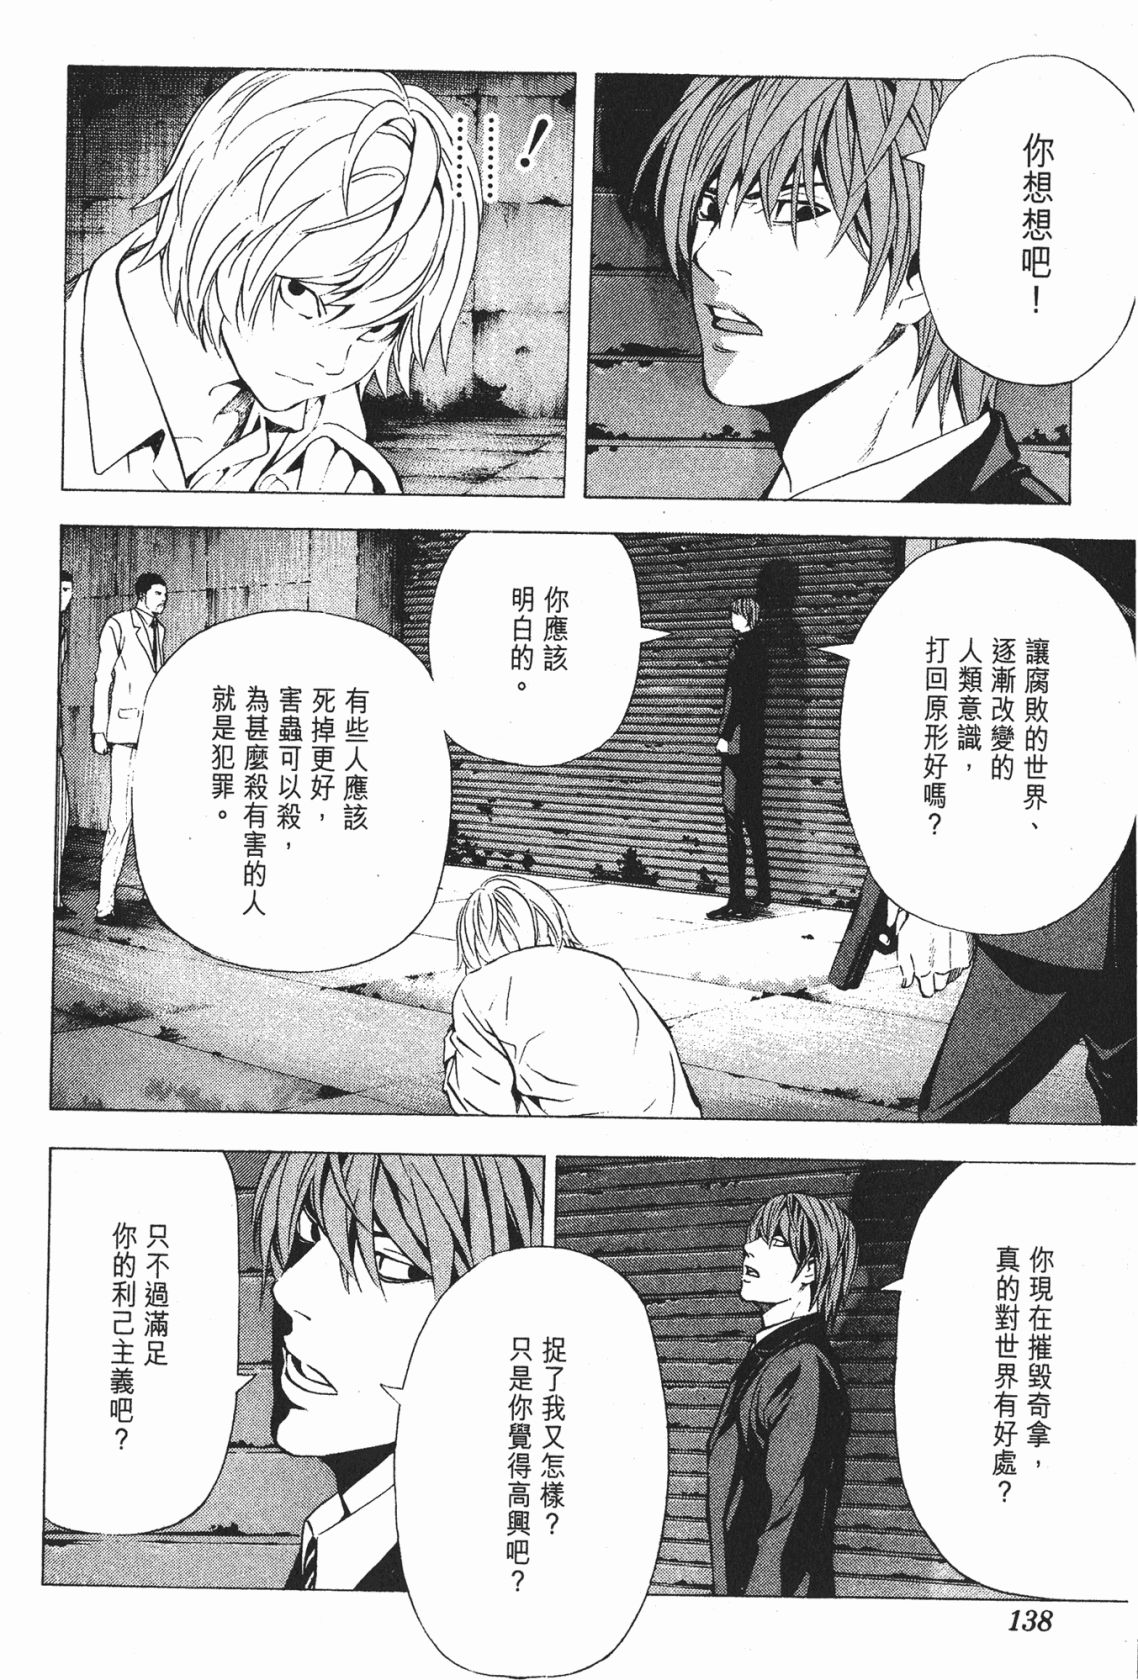 你想想吧！
！
…………
…………
讓腐敗的世界、
逐漸改變的
人類意識，
打回原形好嗎？
你應該
明白的。
有些人應該
死掉更好，
害蟲可以殺，
為甚麼殺有害的人
就是犯罪。
你現在摧毀奇拿，
真的對世界有好處？
捉了我又怎樣？
只是你覺得高興吧？
只不過滿足
你的利己主義吧？
138